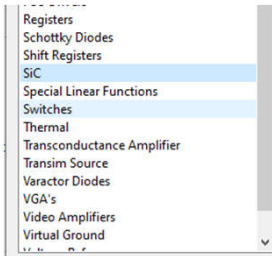 Registers
Schottky Diodes
Shift Registers
SiC
Special Linear Functions
Switches
Thermal
Transconductance Amplifier
Transim Source
Varactor Diodes
VGA's
Video Amplifiers
Virtual Ground